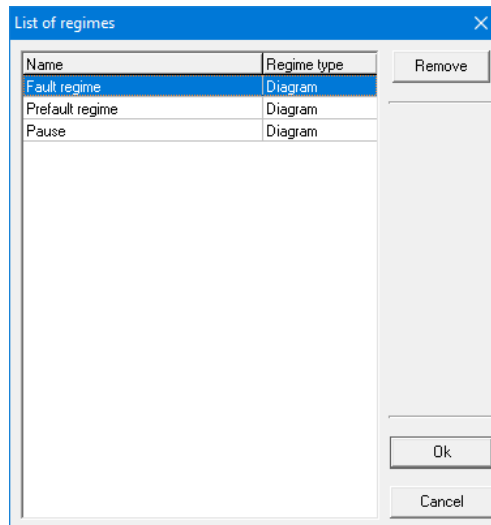 List of regimes
Name Regime type Remove
Fault regime Diagram
Prefault regime Diagram
Pause Diagram
Ok
Cancel